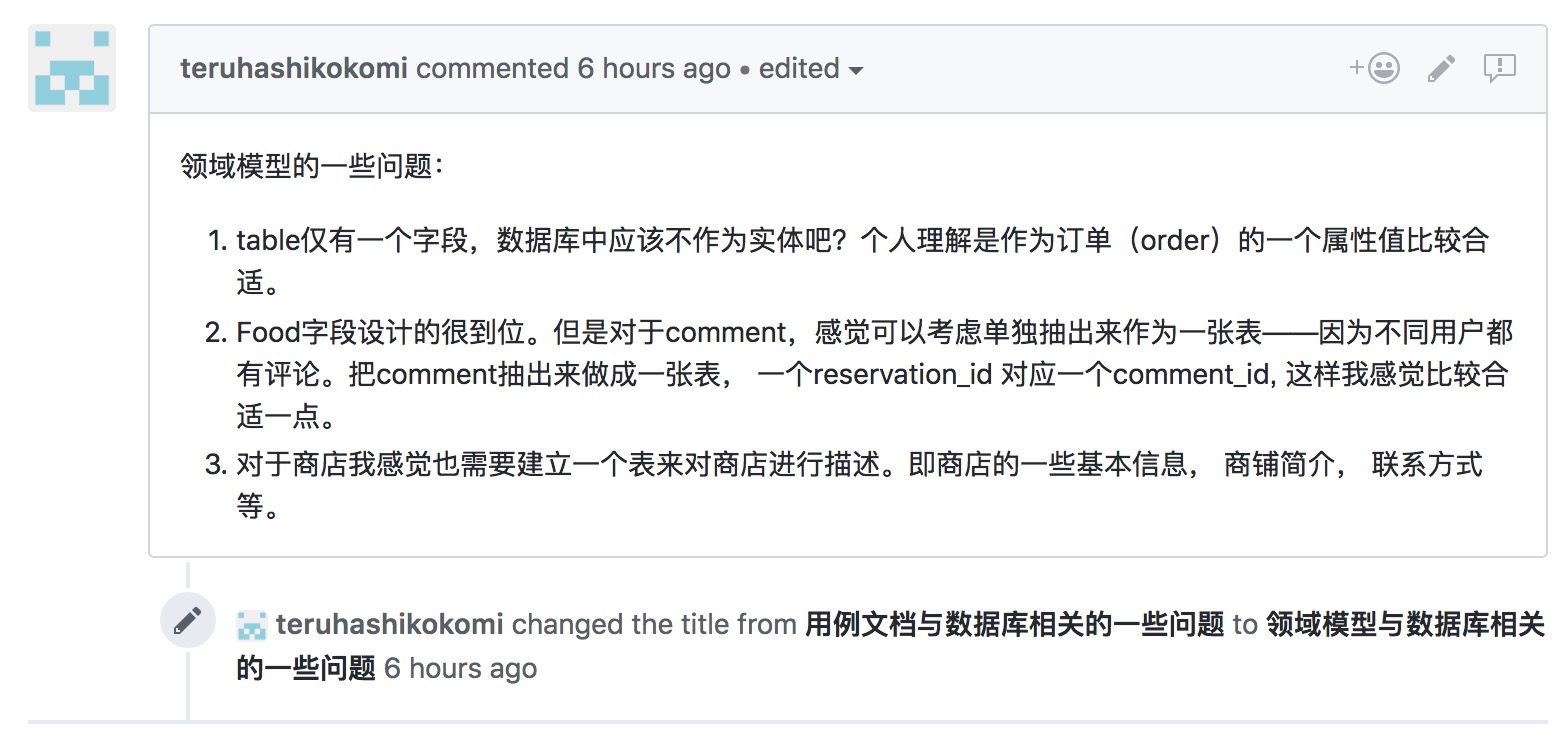 teruhashikokomi commented 6 hours ago • edited
领域模型的一些问题：
1. table仅有一个字段，数据库中应该不作为实体吧？个人理解是作为订单（order）的一个属性值比较合
适。
2. Food字段设计的很到位。但是对于comment，感觉可以考虑单独抽出来作为一张表——因为不同用户都
有评论。把comment抽出来做成一张表， 一个reservation_id 对应一个comment_id, 这样我感觉比较合
适一点。
3. 对于商店我感觉也需要建立一个表来对商店进行描述。即商店的一些基本信息， 商铺简介， 联系方式
等。
teruhashikokomi changed the title from 用例文档与数据库相关的一些问题 to 领域模型与数据库相关
的一些问题 6 hours ago